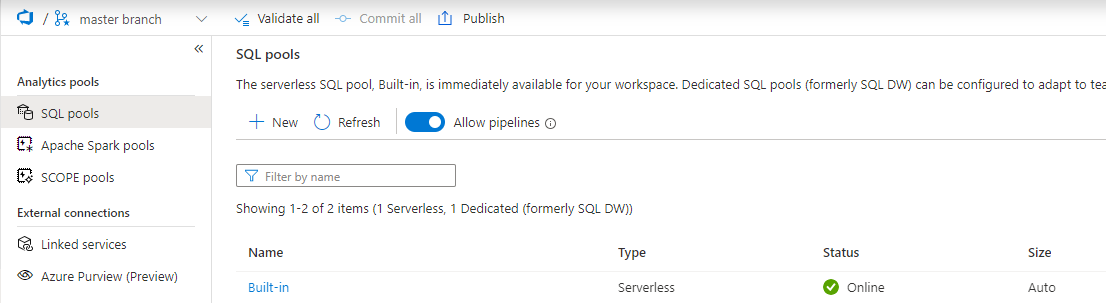 / master branch Validate all Commit all Publish
«
Analytics pools
SQL pools
Apache Spark pools
SCOPE pools
External connections
Linked services
Azure Purview (Preview)
SQL pools
The serverless SQL pool, Built-in, is immediately available for your workspace. Dedicated SQL pools (formerly SQL DW) can be configured to adapt to tea
New Refresh Allow pipelines
Filter by name
Showing 1-2 of 2 items (1 Serverless, 1 Dedicated (formerly SQL DW))
Name Type Status Size
Built-in Serverless Online Auto